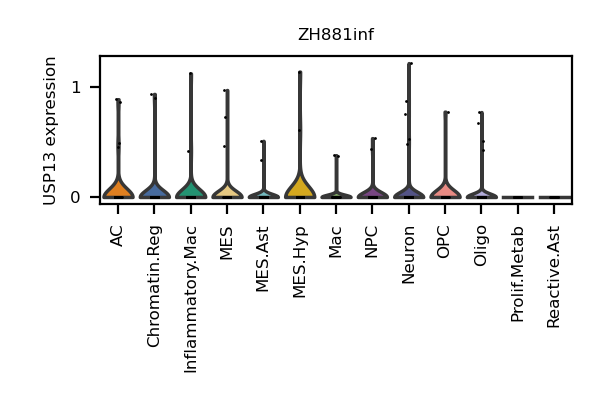 ZH881inf
USP13 expression
1
0
AC
Chromatin.Reg
Inflammatory.Mac
MES
MES.Ast
MES.Hyp
Mac
NPC
Neuron
OPC
Oligo
Prolif.Metab
Reactive.Ast